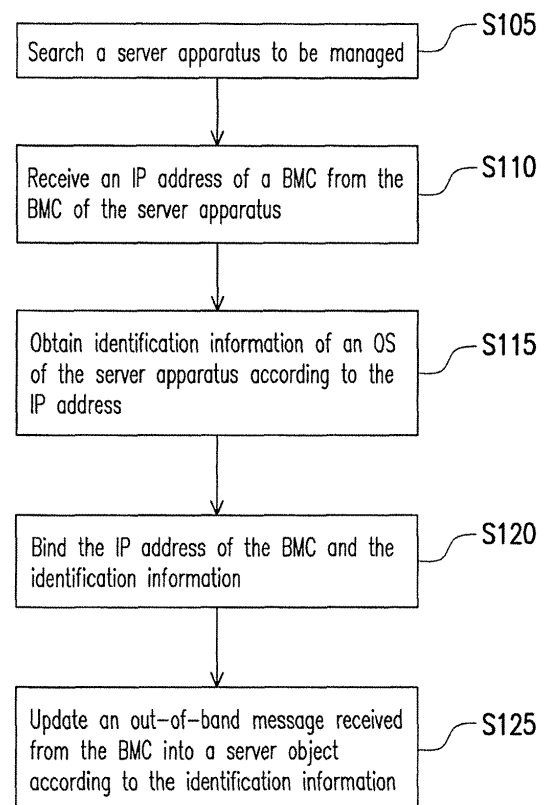 S105
Search a server apparatus to be managed
S110
Receive an IP address of a BMC from the
BMC of the server apparatus
S115
Obtain identification information of an OS
of the server apparatus according to the
IP address
S120
Bind the IP address of the BMC and the
identification information
S125
Update an out-of-band message received
from the BMC into a server object
according to the identification information